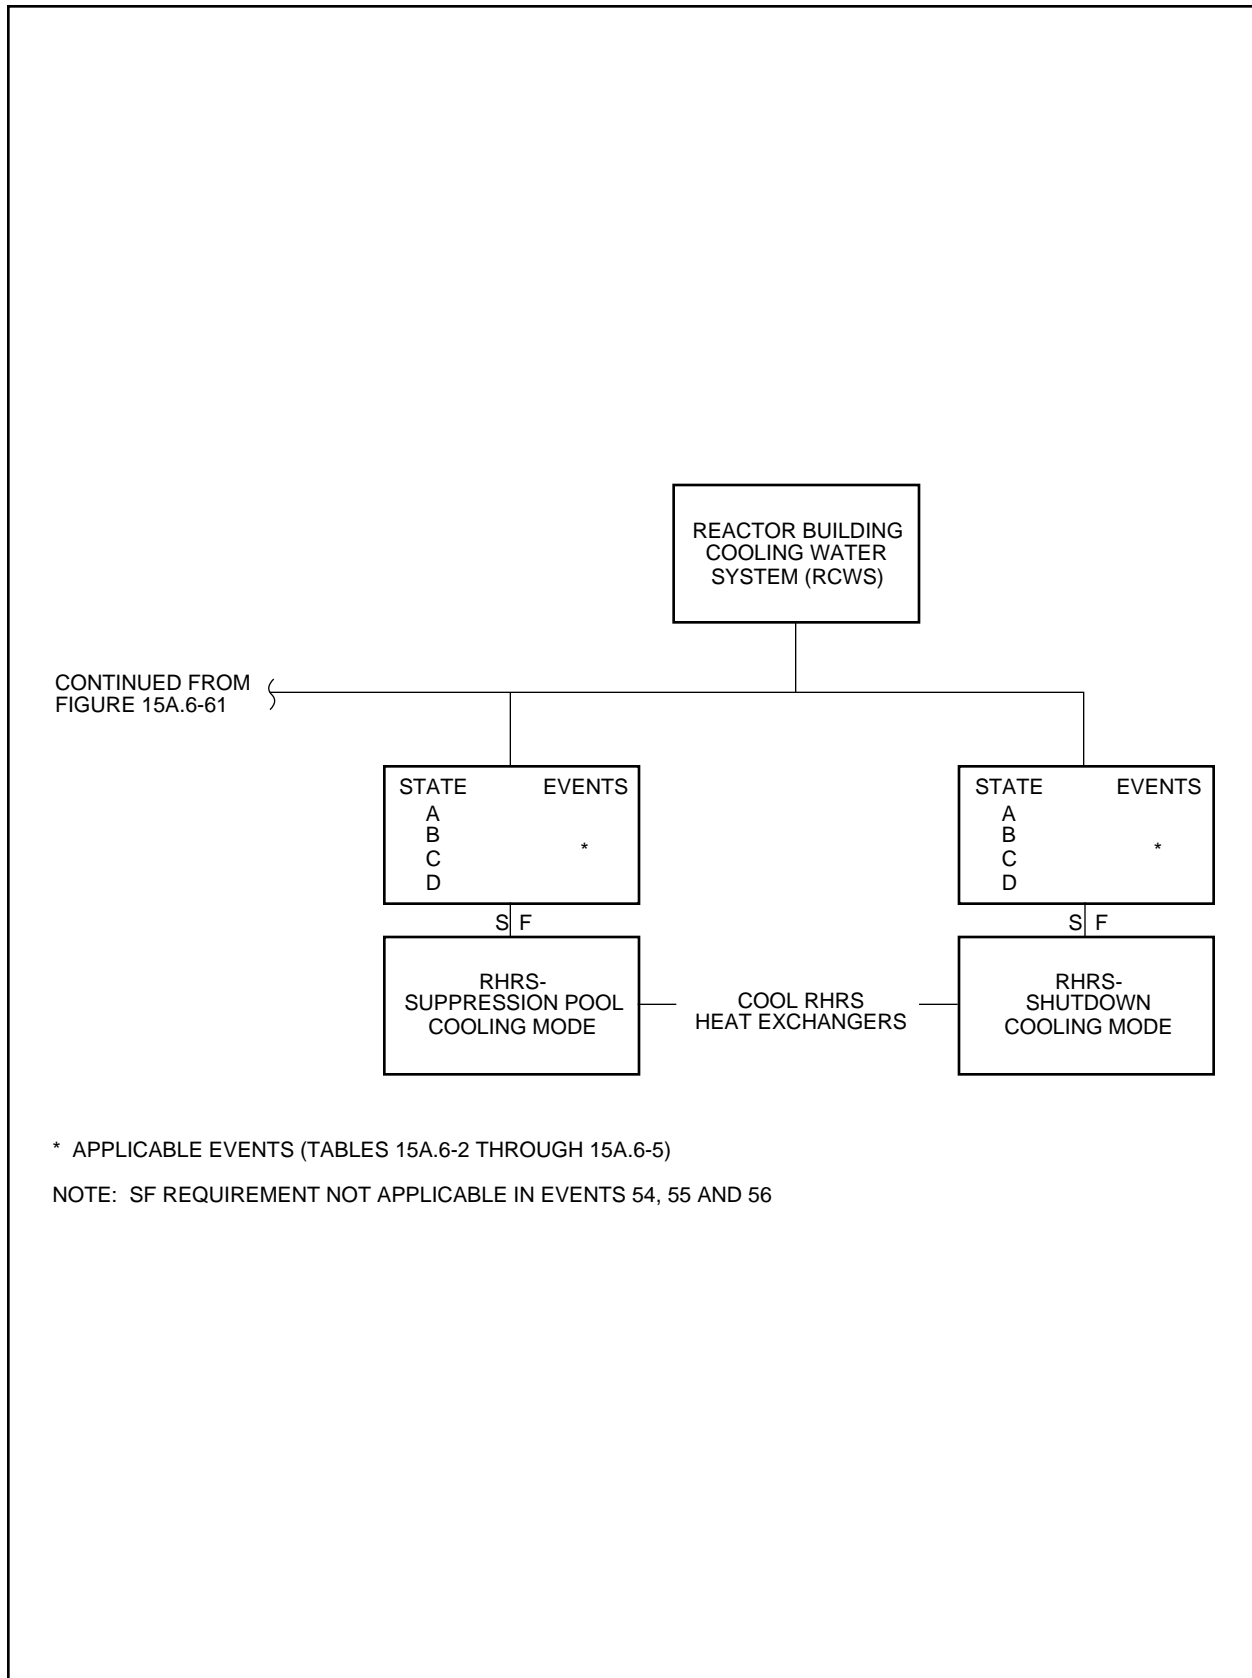 REACTOR BUILDING
COOLING WATER
SYSTEM (RCWS)
CONTINUED FROM
FIGURE 15A.6-61
STATE EVENTS
A
B
C
D
*
S F
RHRS-
SUPPRESSION POOL
COOLING MODE
COOL RHRS
HEAT EXCHANGERS
STATE EVENTS
A
B
C
D
*
S F
RHRS-
SHUTDOWN
COOLING MODE
* APPLICABLE EVENTS (TABLES 15A.6-2 THROUGH 15A.6-5)
NOTE: SF REQUIREMENT NOT APPLICABLE IN EVENTS 54, 55 AND 56